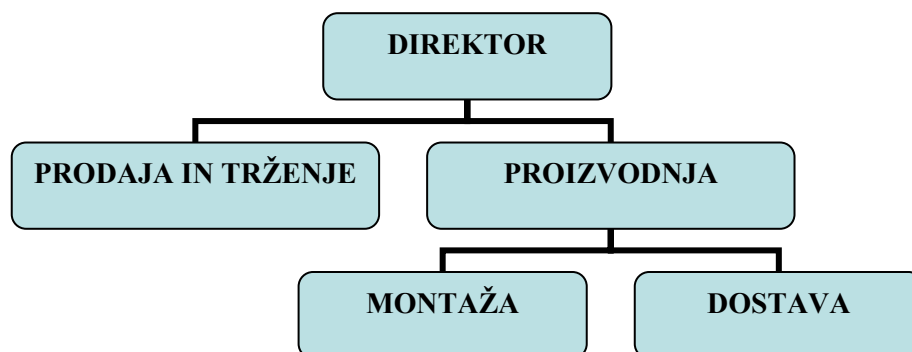 DIREKTOR
PRODAJA IN TRŽENJE
PROIZVODNJA
MONTAŽA
DOSTAVA